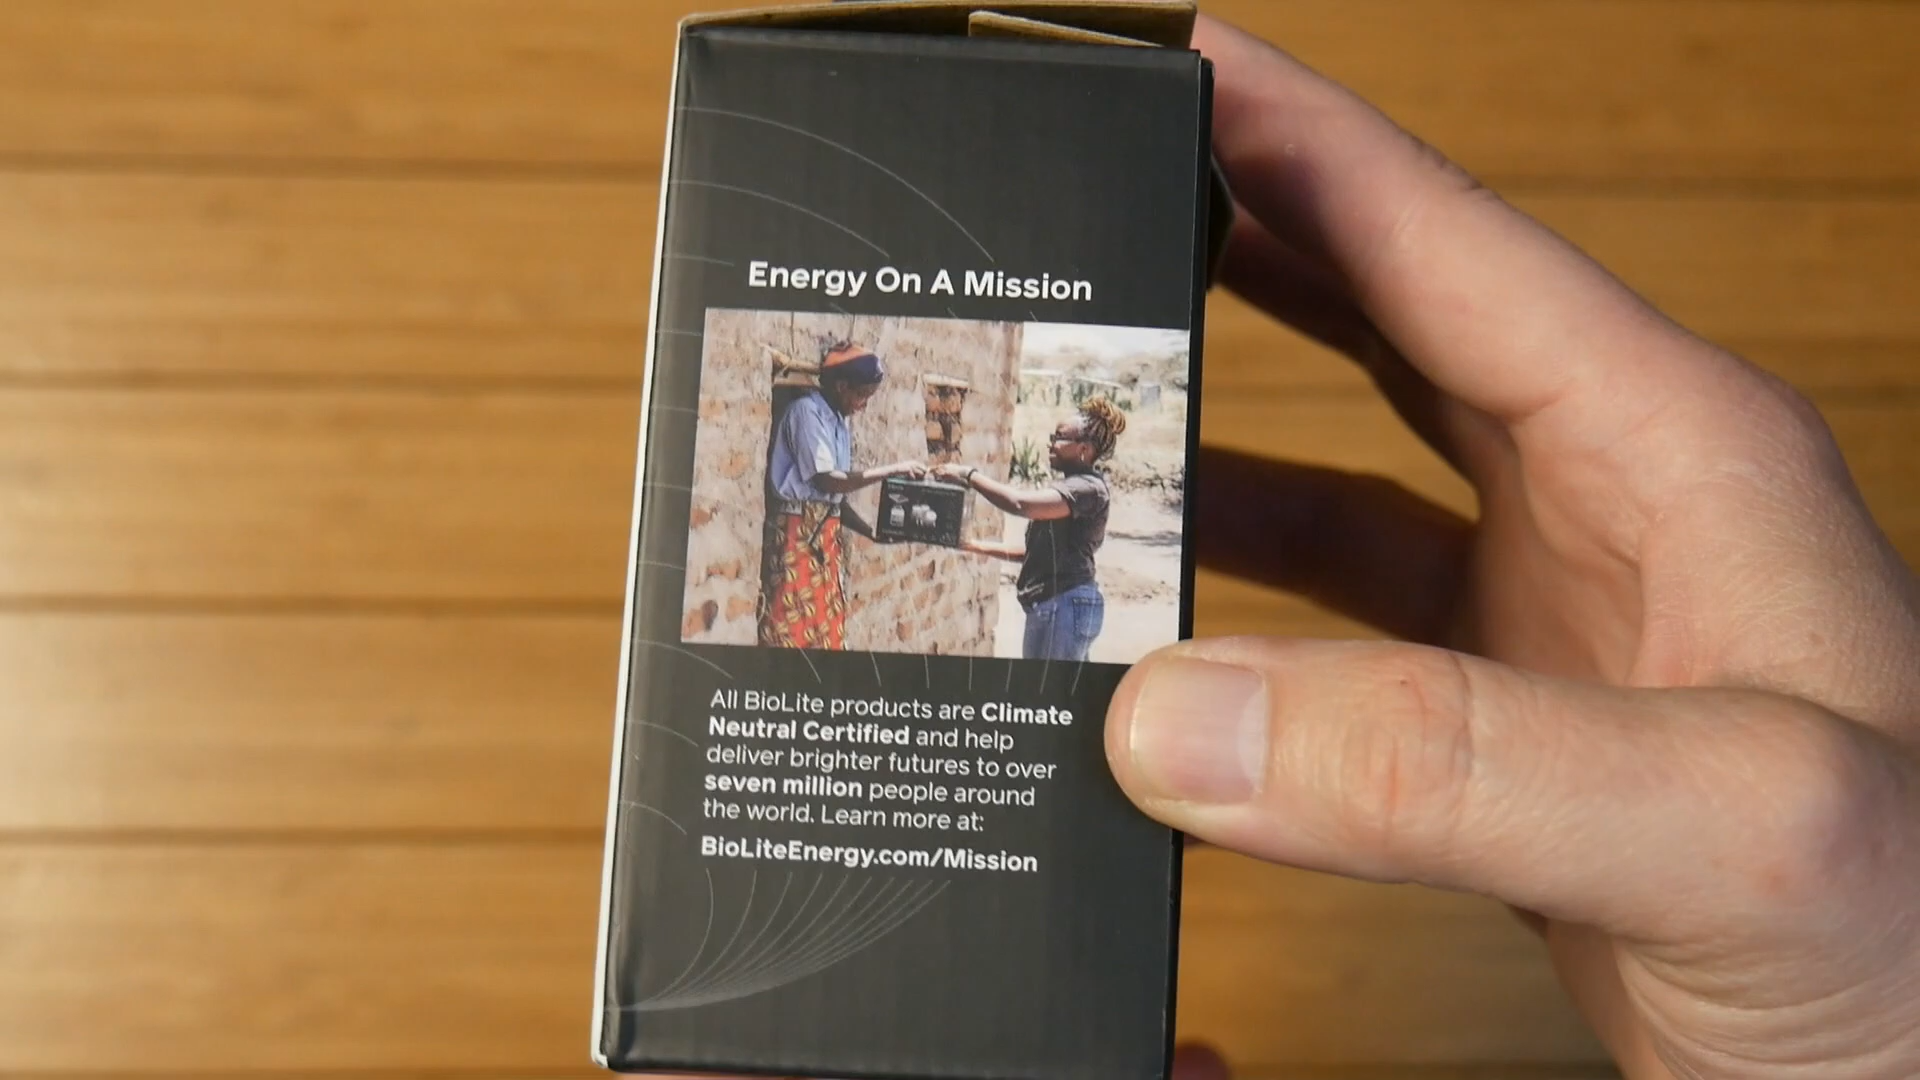 Energy On A Mission
All BioLite products are Climate
Neutral Certified and help
deliver brighter futures to over
seven million people around
the world. Learn more at:
BioLiteEnergy.com/Mission